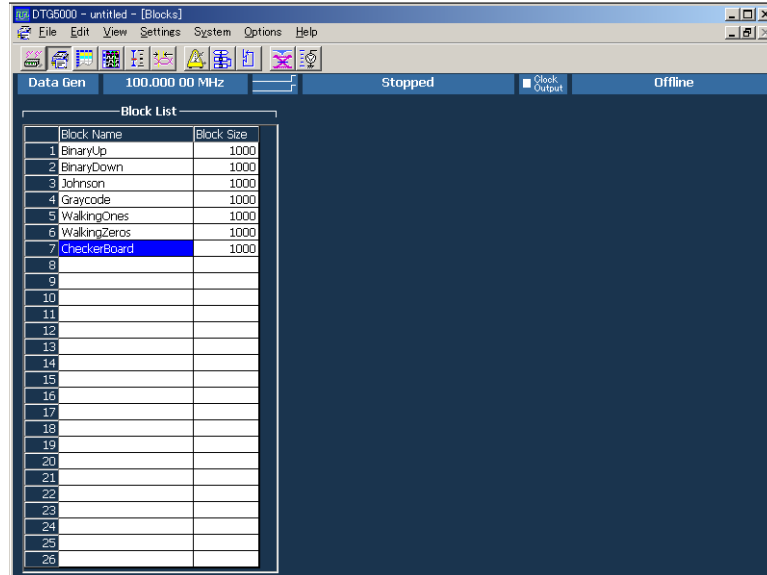 DTG5000 - untitled - [Blocks]
File Edit View Settings System Options Help
Data Gen 100.000 00 MHz Stopped Clock Output Offline
Block List
Block Name Block Size
1 BinaryUp 1000
2 BinaryDown 1000
3 Johnson 1000
4 Graycode 1000
5 WalkingOnes 1000
6 WalkingZeros 1000
7 CheckerBoard 1000
8
9
10
11
12
13
14
15
16
17
18
19
20
21
22
23
24
25
26